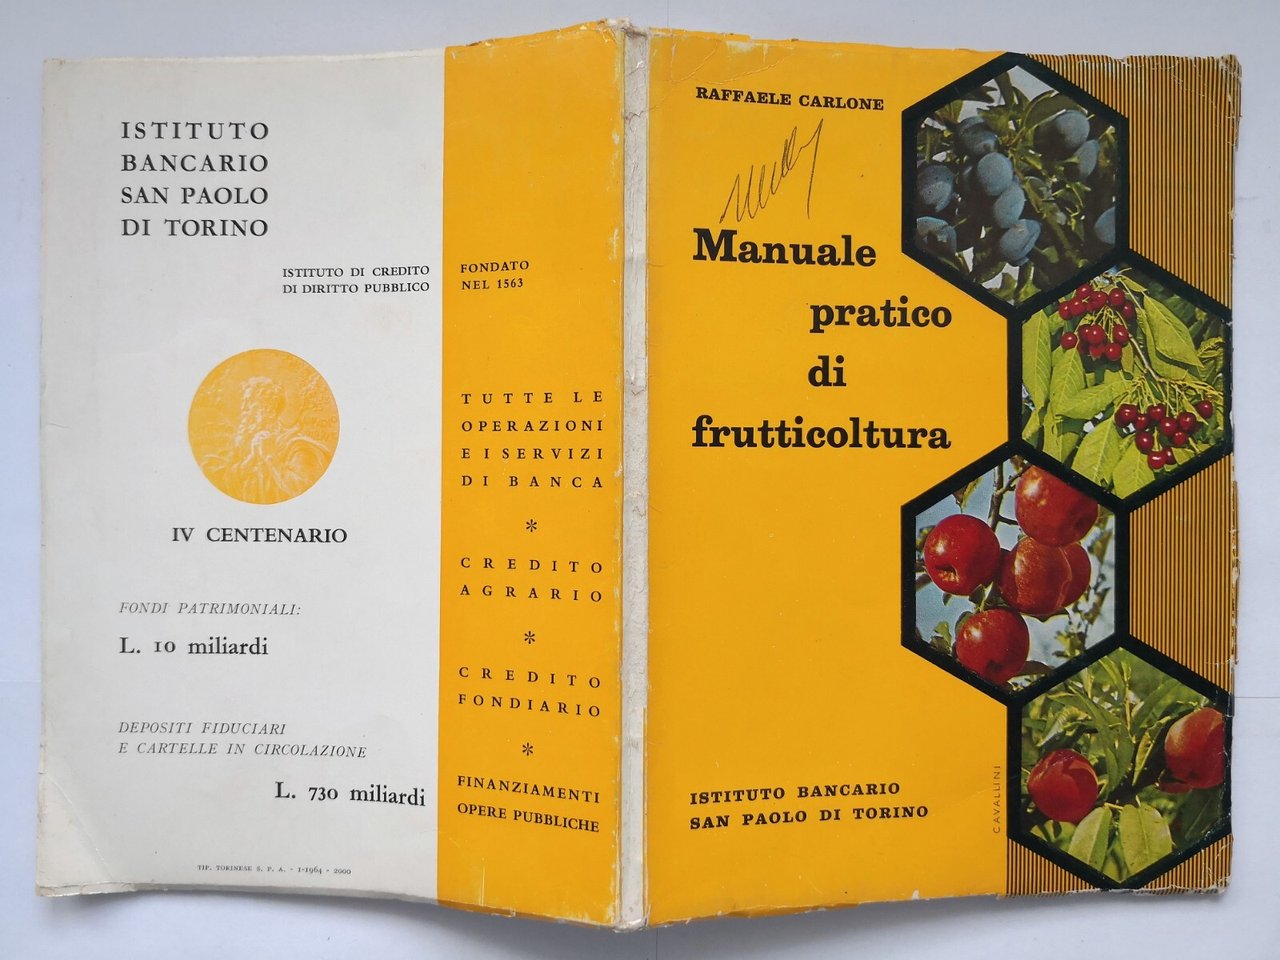 ISTITUTO
BANCARIO
SAN PAOLO
DI TORINO
ISTITUTO DI CREDITO
DI DIRITTO PUBBLICO
IV CENTENARIO
FONDI PATRIMONIALI:
L. 10 miliardi
DEPOSITI FIDUCIARI
E CARTELLE IN CIRCOLAZIONE
L. 730 miliardi
TIP. TORINESE S. P. A. - 1-1964 - 2000
FONDATO
NEL 1563
TUTTE LE
OPERAZIONI
E I SERVIZI
DI BANCA
*
CREDITO
AGRARIO
*
CREDITO
FONDIARIO
*
FINANZIAMENTI
OPERE PUBBLICHE
RAFFAELE CARLONE
Manuale
pratico
di
frutticoltura
ISTITUTO BANCARIO
SAN PAOLO DI TORINO
CAVALLINI